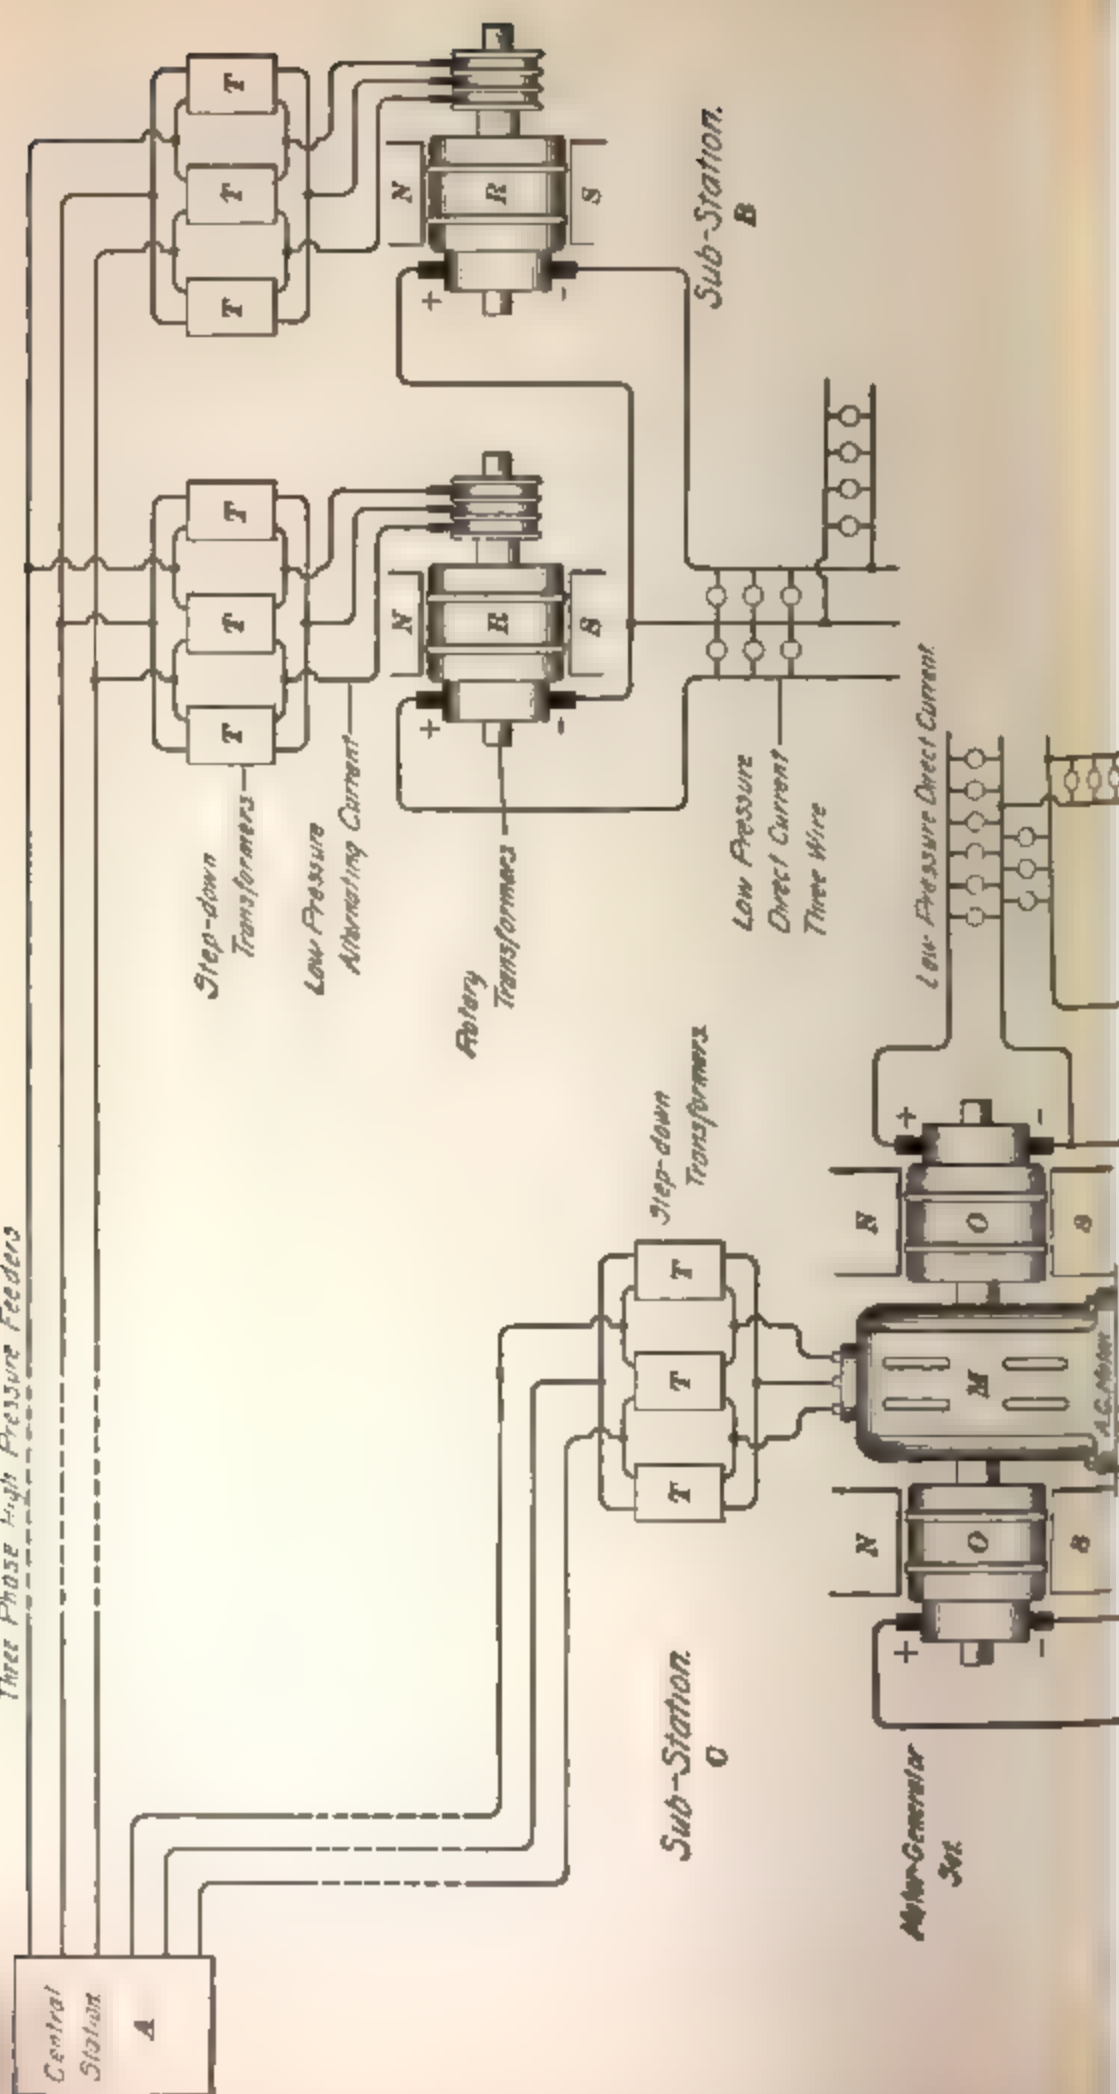 Three Phase High Pressure Feeders
Central
Station
A
T
T
T
T
T
T
Step-down
Transformers
Low Pressure
Alternating Current
N
R
S
+
-
N
R
S
+
-
Rotary
Transformers
Sub-Station.
B
Low Pressure
Direct Current
Three Wire
Step-down
Transformers
T
T
T
Sub-Station.
C
Low Pressure Direct Current
Motor-Generator
Set.
N
O
S
+
-
M
A.C. Motor
N
O
S
+
-